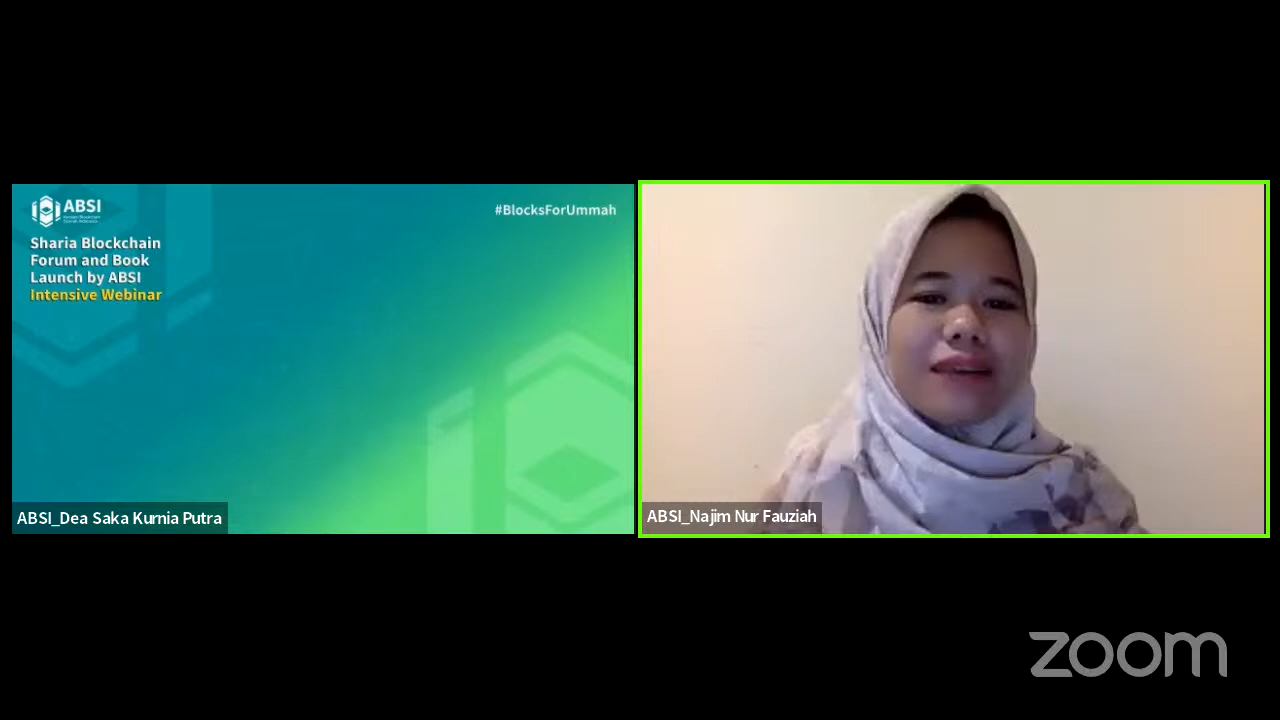 ABSI
#BlocksForUmmah
Sharia Blockchain
Forum and Book
Launch by ABSI
Intensive Webinar
ABSI_Dea Saka Kurnia Putra
ABSI_Najim Nur Fauziah
zoom